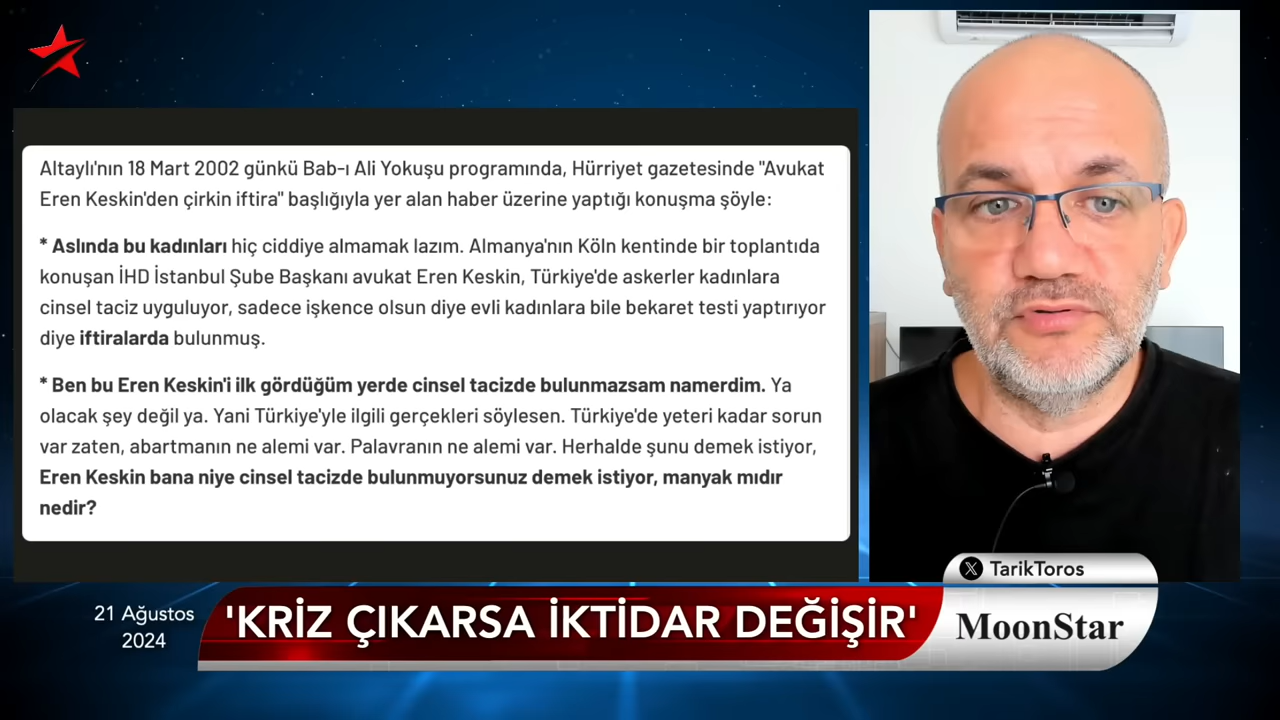 Altaylı'nın 18 Mart 2002 günkü Bab-ı Ali Yokuşu programında, Hürriyet gazetesinde "Avukat
Eren Keskin'den çirkin iftira" başlığıyla yer alan haber üzerine yaptığı konuşma şöyle:
* Aslında bu kadınları hiç ciddiye almamak lazım. Almanya'nın Köln kentinde bir toplantıda
konuşan İHD İstanbul Şube Başkanı avukat Eren Keskin, Türkiye'de askerler kadınlara
cinsel taciz uyguluyor, sadece işkence olsun diye evli kadınlara bile bekaret testi yaptırıyor
diye iftiralarda bulunmuş.
* Ben bu Eren Keskin'i ilk gördüğüm yerde cinsel tacizde bulunmazsam namerdim. Ya
olacak şey değil ya. Yani Türkiye'yle ilgili gerçekleri söylesen. Türkiye'de yeteri kadar sorun
var zaten, abartmanın ne alemi var. Palavranın ne alemi var. Herhalde şunu demek istiyor,
Eren Keskin bana niye cinsel tacizde bulunmuyorsunuz demek istiyor, manyak mıdır
nedir?
X TarikToros
21 Ağustos
2024
'KRİZ ÇIKARSA İKTİDAR DEĞİŞİR'
MoonStar